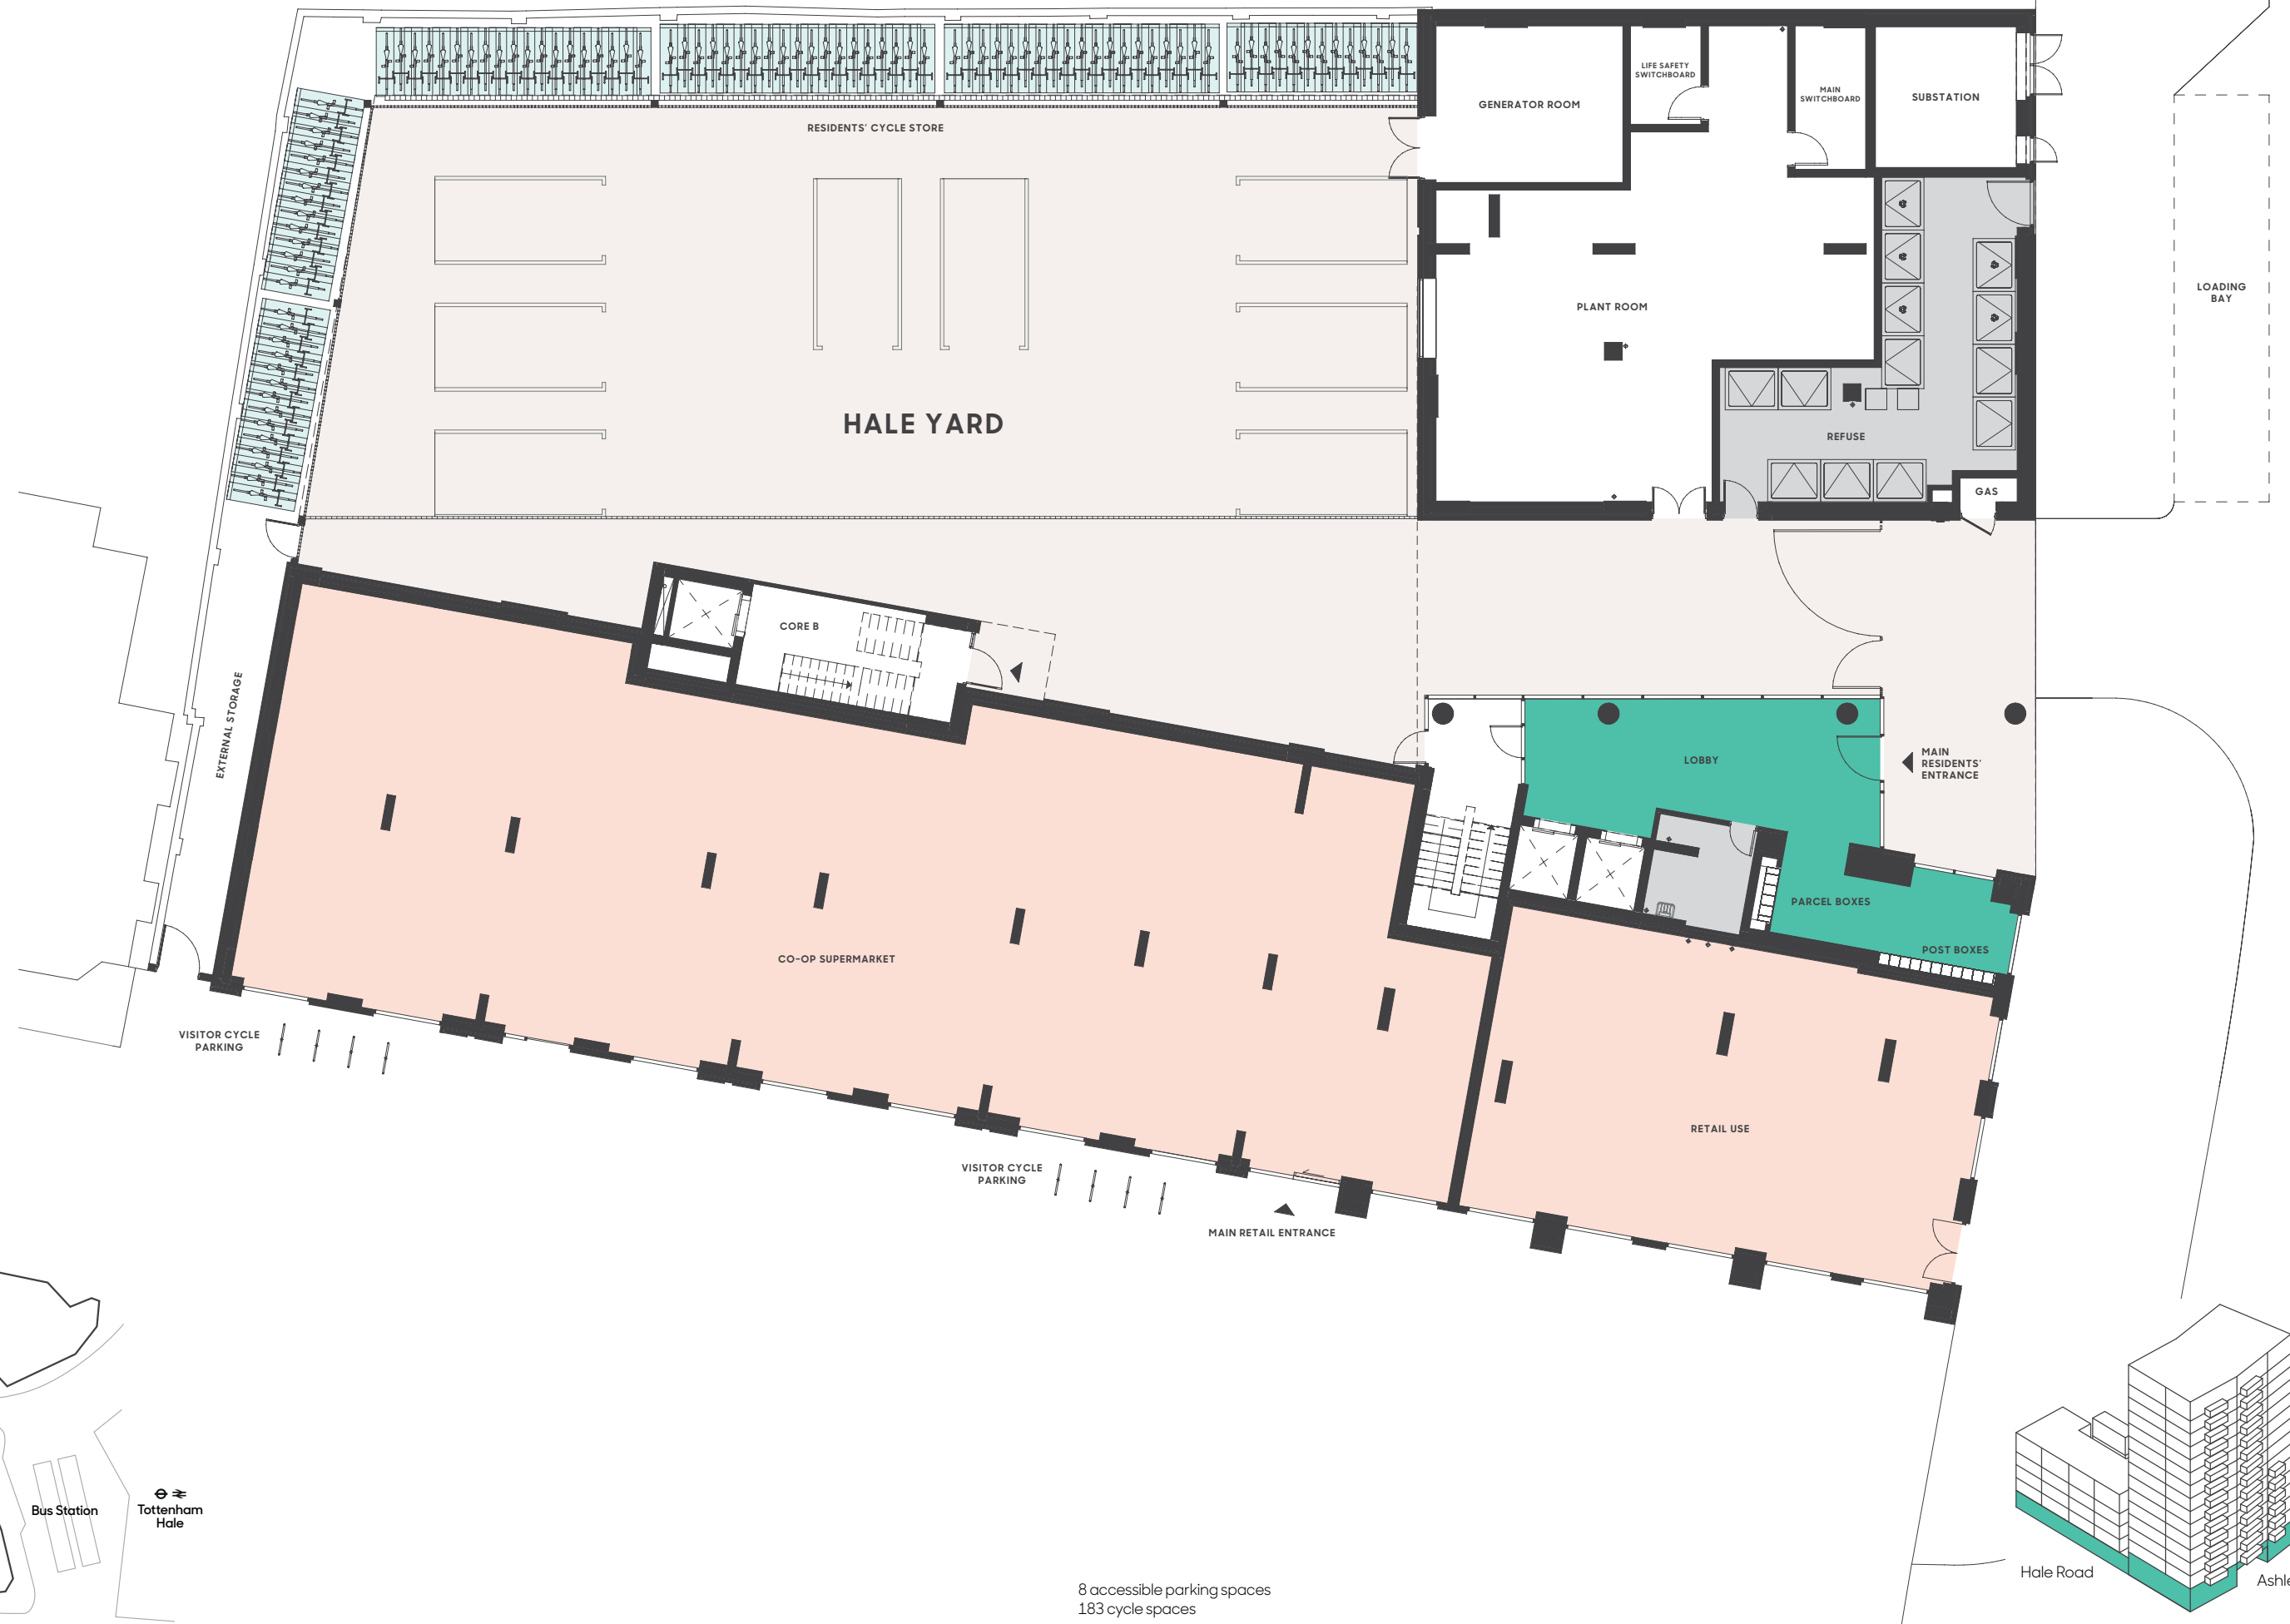 LIFE SAFETY
SWITCHBOARD
MAIN
SWITCHBOARD
SUBSTATION
GENERATOR ROOM
RESIDENTS' CYCLE STORE
LOADING
BAY
PLANT ROOM
HALE YARD
REFUSE
GAS
CORE B
EXTERNAL STORAGE
LOBBY
MAIN
RESIDENTS'
ENTRANCE
PARCEL BOXES
POST BOXES
CO-OP SUPERMARKET
VISITOR CYCLE
PARKING
RETAIL USE
VISITOR CYCLE
PARKING
MAIN RETAIL ENTRANCE
Bus Station
Tottenham
Hale
8 accessible parking spaces
183 cycle spaces
Hale Road
Ashle